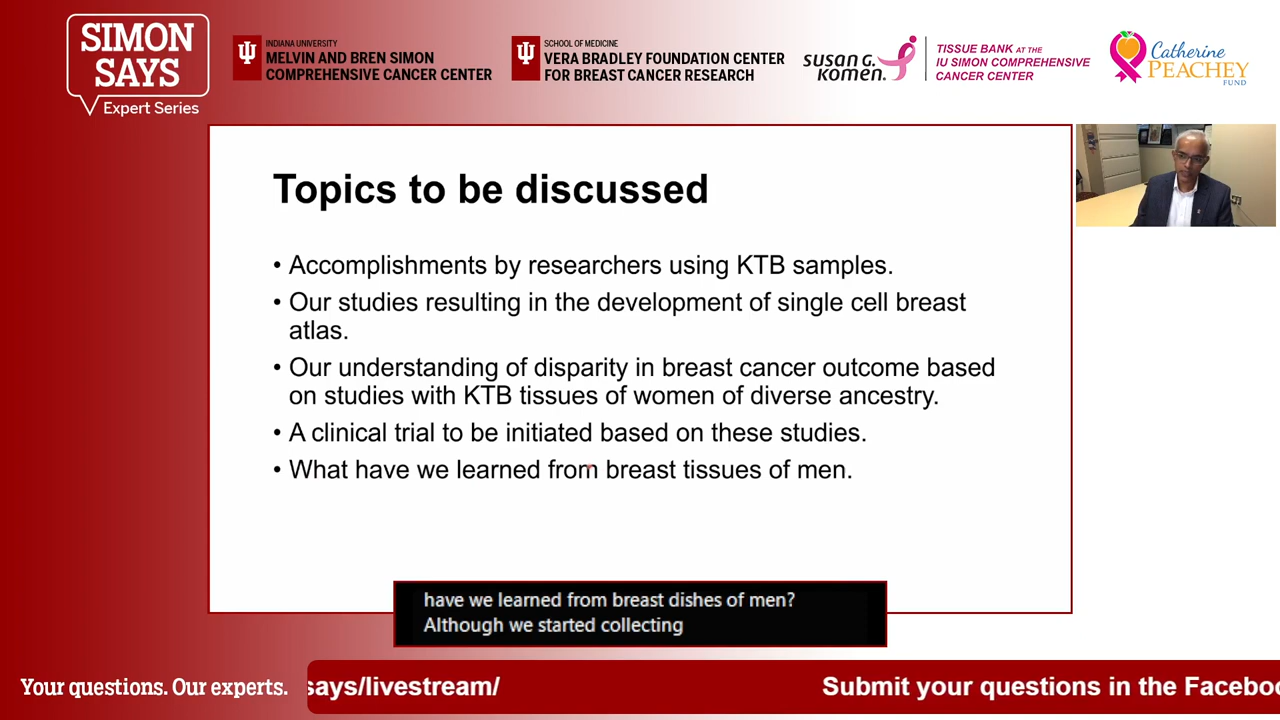 SIMON
SAYS
Expert Series
INDIANA UNIVERSITY
MELVIN AND BREN SIMON
COMPREHENSIVE CANCER CENTER
SCHOOL OF MEDICINE
VERA BRADLEY FOUNDATION CENTER
FOR BREAST CANCER RESEARCH
SUSAN G.
KOMEN.
TISSUE BANK AT THE
IU SIMON COMPREHENSIVE
CANCER CENTER
Catherine
PEACHEY
FUND
Topics to be discussed
• Accomplishments by researchers using KTB samples.
• Our studies resulting in the development of single cell breast
atlas.
• Our understanding of disparity in breast cancer outcome based
on studies with KTB tissues of women of diverse ancestry.
• A clinical trial to be initiated based on these studies.
• What have we learned from breast tissues of men.
have we learned from breast dishes of men?
Although we started collecting
Your questions. Our experts.
says/livestream/
Submit your questions in the Faceboo